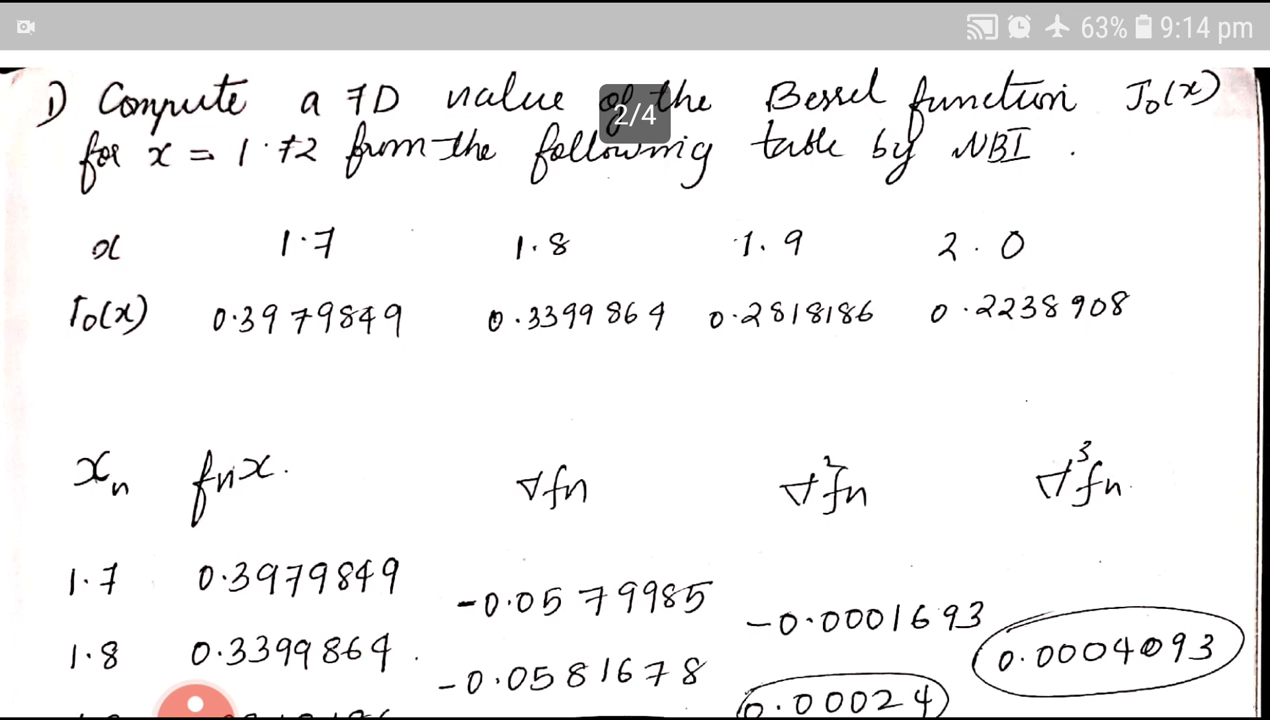 63% 9:14 pm
1) Compute a 7D value of the Bessel function J₀(x)
2/4
for x = 1.72 from the following table by NBI.
x 1.7 1.8 1.9 2.0
J₀(x) 0.3979849 0.3399864 0.2818186 0.2238908
xₙ fₙx. ∇fn ∇²fn ∇³fn.
1.7 0.3979849
-0.0579985
-0.0001693
1.8 0.3399864
0.0004093
-0.0581678
0.00024